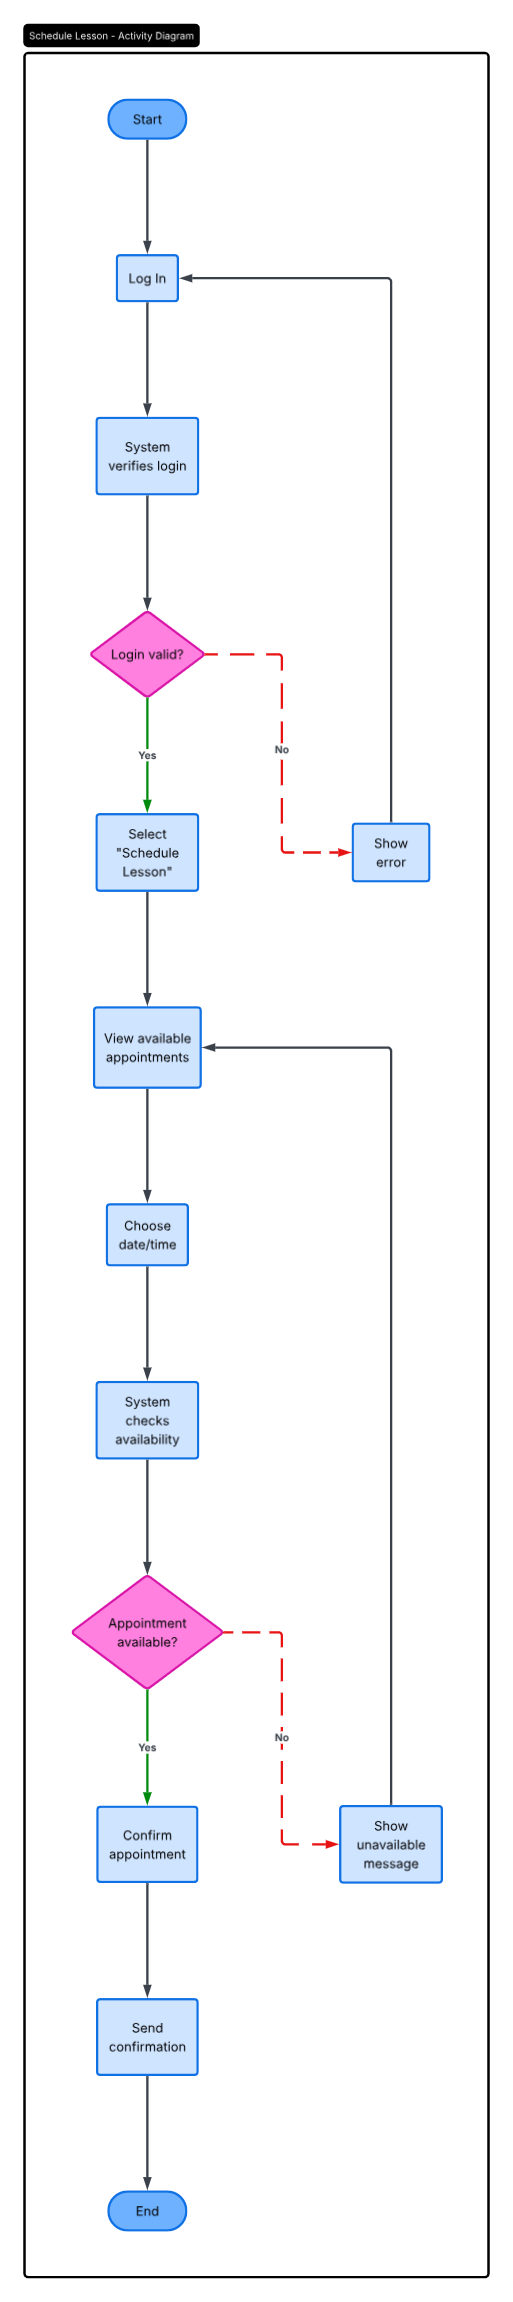 Schedule Lesson - Activity Diagram
Start
Log In
System
verifies login
Login valid?
No
Yes
Select
"Schedule
Lesson"
Show
error
View available
appointments
Choose
date/time
System
checks
availability
Appointment
available?
No
Yes
Confirm
appointment
Show
unavailable
message
Send
confirmation
End